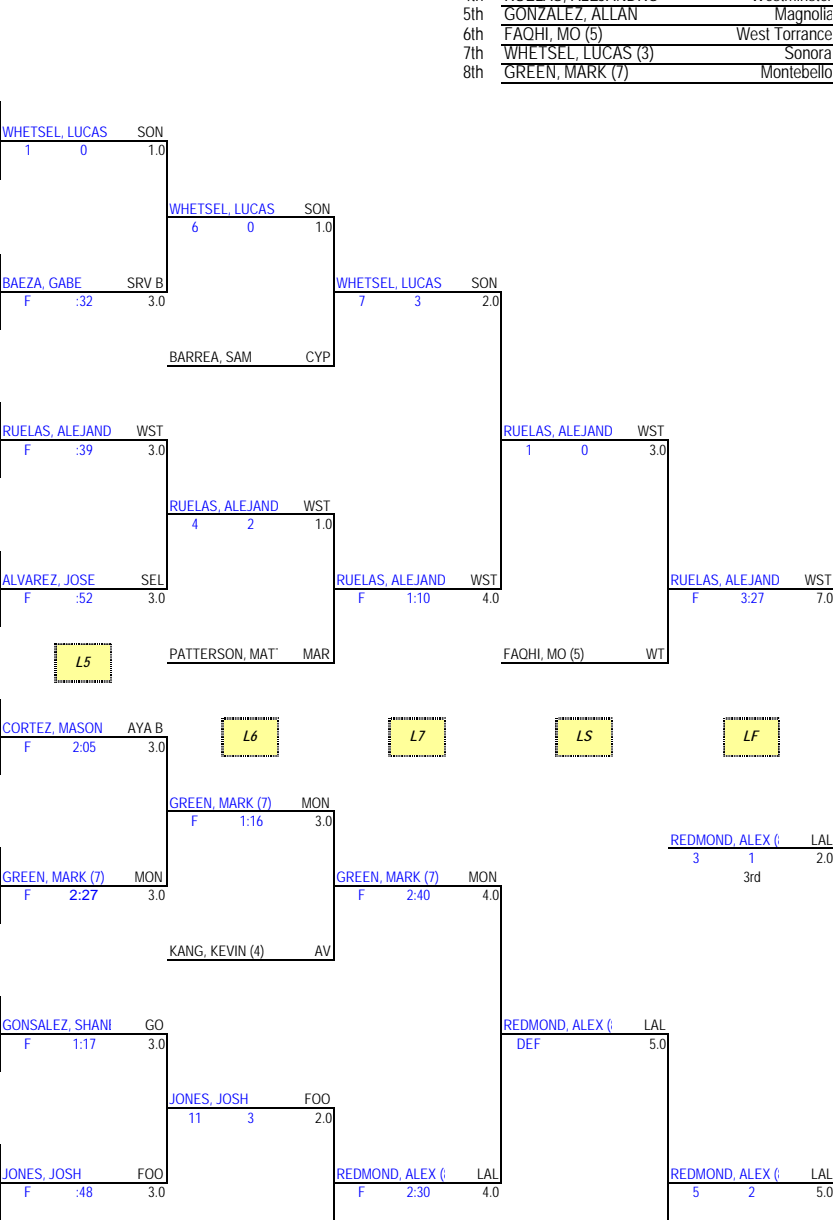 5th GONZALEZ, ALLAN Magnolia
6th FAQHI, MO (5) West Torrance
7th WHETSEL, LUCAS (3) Sonora
8th GREEN, MARK (7) Montebello
WHETSEL, LUCAS SON
1 0 1.0
WHETSEL, LUCAS SON
6 0 1.0
BAEZA, GABE SRV B
F :32 3.0
WHETSEL, LUCAS SON
7 3 2.0
BARREA, SAM CYP
RUELAS, ALEJAND WST
F :39 3.0
RUELAS, ALEJAND WST
1 0 3.0
RUELAS, ALEJAND WST
4 2 1.0
ALVAREZ, JOSE SEL
F :52 3.0
RUELAS, ALEJAND WST
F 1:10 4.0
RUELAS, ALEJAND WST
F 3:27 7.0
L5
PATTERSON, MAT MAR
FAQHI, MO (5) WT
CORTEZ, MASON AYA B
F 2:05 3.0
L6
L7
LS
LF
GREEN, MARK (7) MON
F 1:16 3.0
REDMOND, ALEX ( LAL
3 1 2.0
3rd
GREEN, MARK (7) MON
F 2:27 3.0
GREEN, MARK (7) MON
F 2:40 4.0
KANG, KEVIN (4) AV
GONSALEZ, SHAN GO
F 1:17 3.0
REDMOND, ALEX ( LAL
DEF 5.0
JONES, JOSH FOO
11 3 2.0
JONES, JOSH FOO
F :48 3.0
REDMOND, ALEX ( LAL
F 2:30 4.0
REDMOND, ALEX ( LAL
5 2 5.0